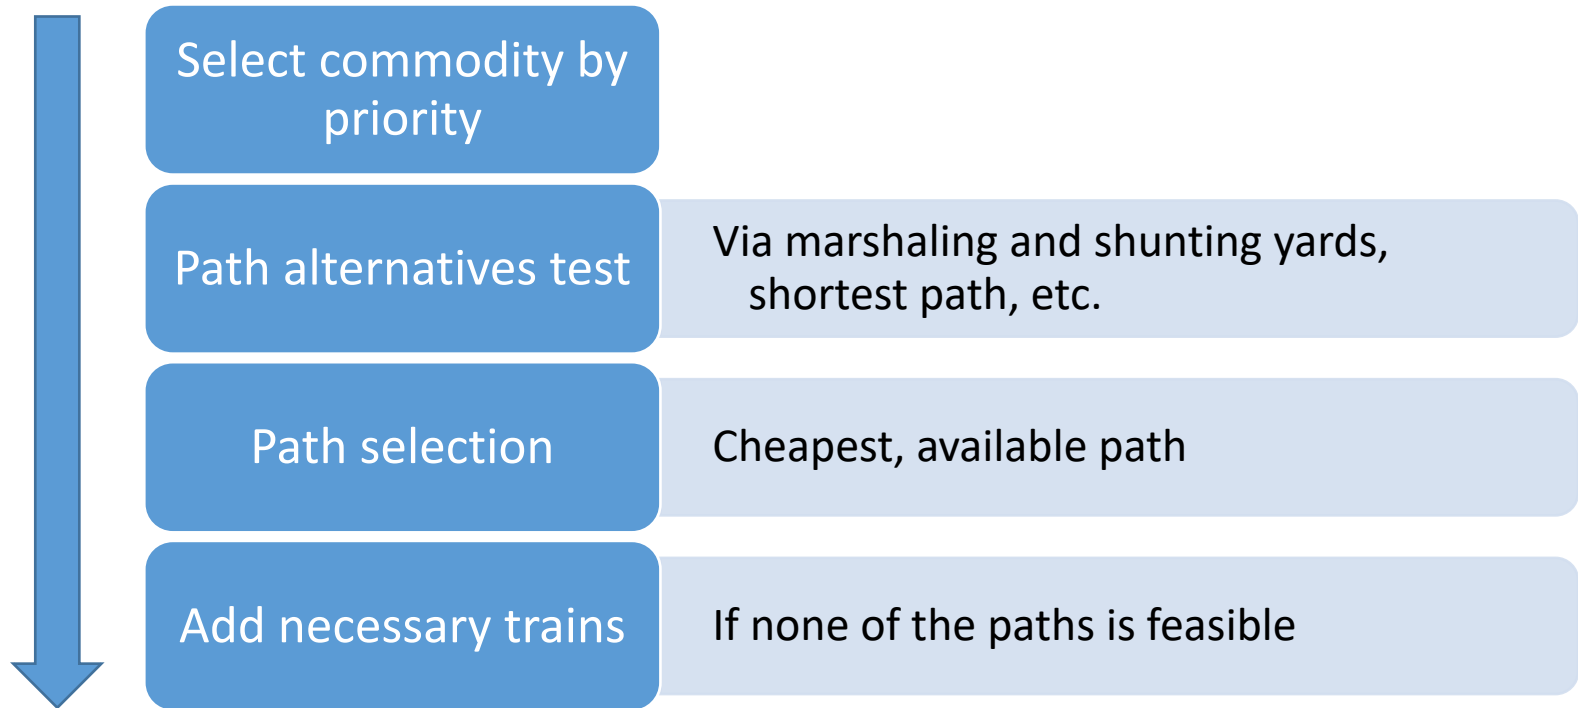 Select commodity by
priority
Path alternatives test
Via marshaling and shunting yards,
shortest path, etc.
Path selection
Cheapest, available path
Add necessary trains
If none of the paths is feasible